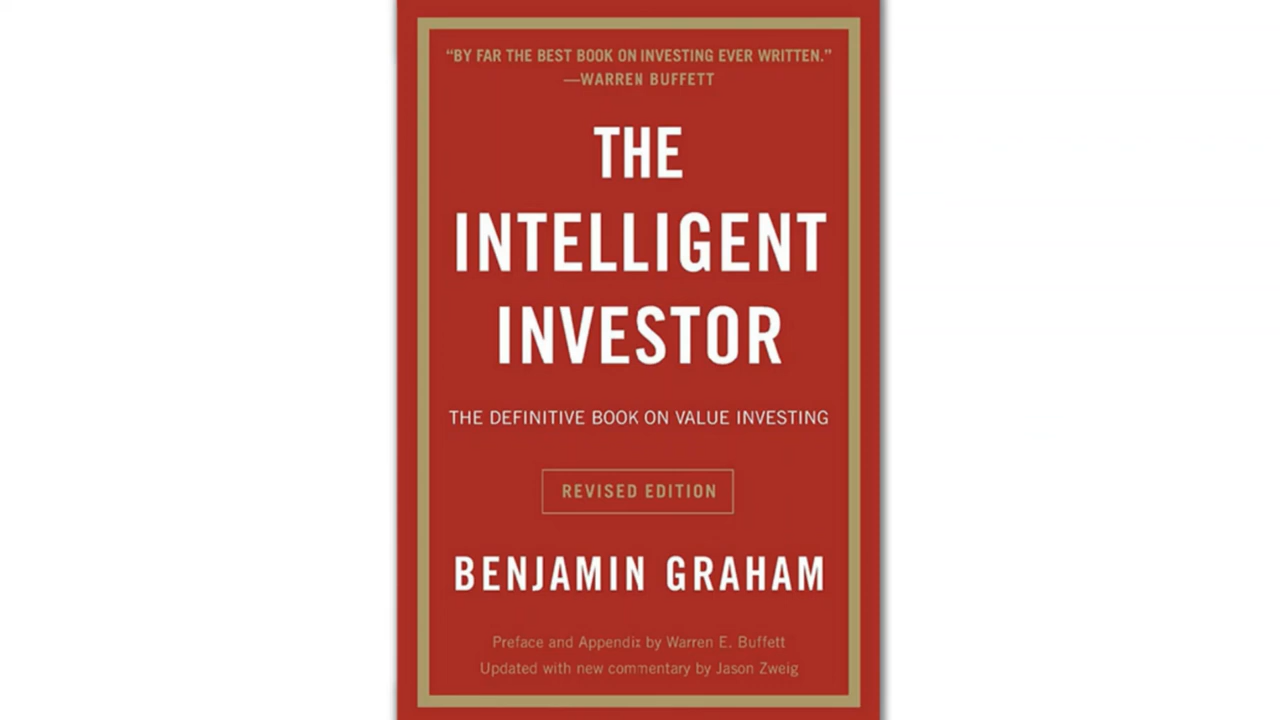 “BY FAR THE BEST BOOK ON INVESTING EVER WRITTEN.”
—WARREN BUFFETT
THE
INTELLIGENT
INVESTOR
THE DEFINITIVE BOOK ON VALUE INVESTING
REVISED EDITION
BENJAMIN GRAHAM
Preface and Appendix by Warren E. Buffett
Updated with new commentary by Jason Zweig